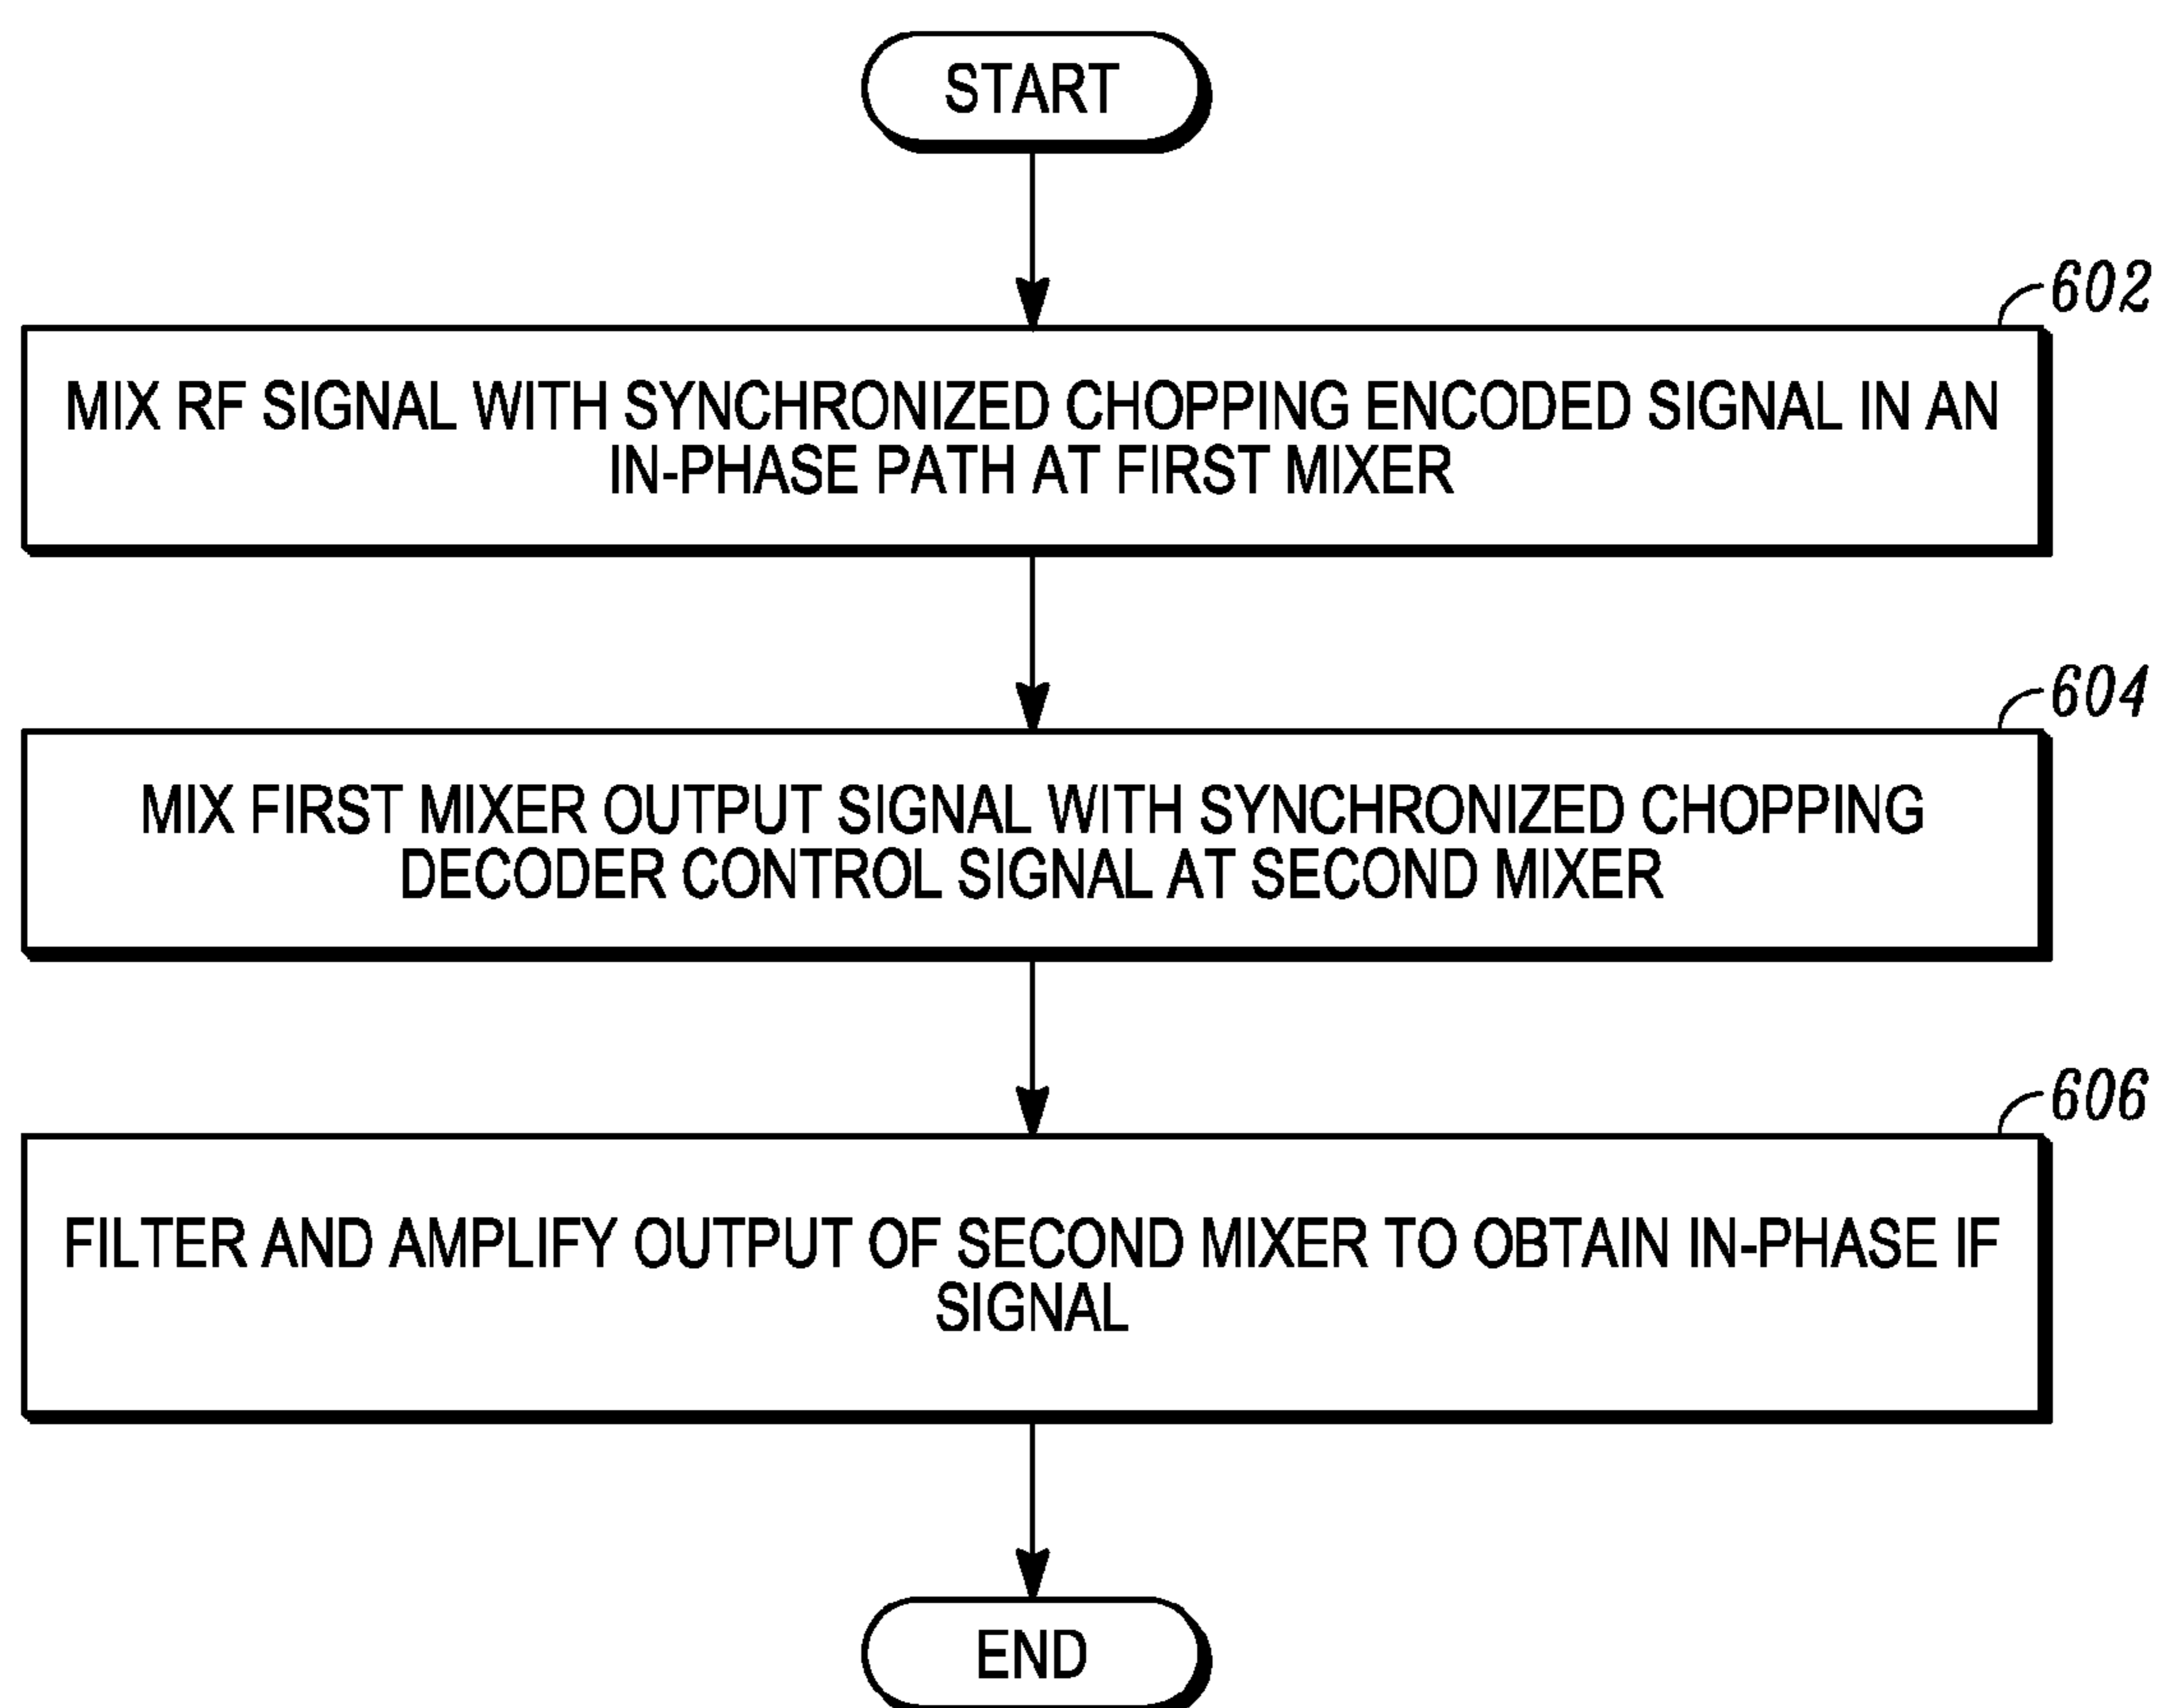 START
602
MIX RF SIGNAL WITH SYNCHRONIZED CHOPPING ENCODED SIGNAL IN AN
IN-PHASE PATH AT FIRST MIXER
604
MIX FIRST MIXER OUTPUT SIGNAL WITH SYNCHRONIZED CHOPPING
DECODER CONTROL SIGNAL AT SECOND MIXER
606
FILTER AND AMPLIFY OUTPUT OF SECOND MIXER TO OBTAIN IN-PHASE IF
SIGNAL
END